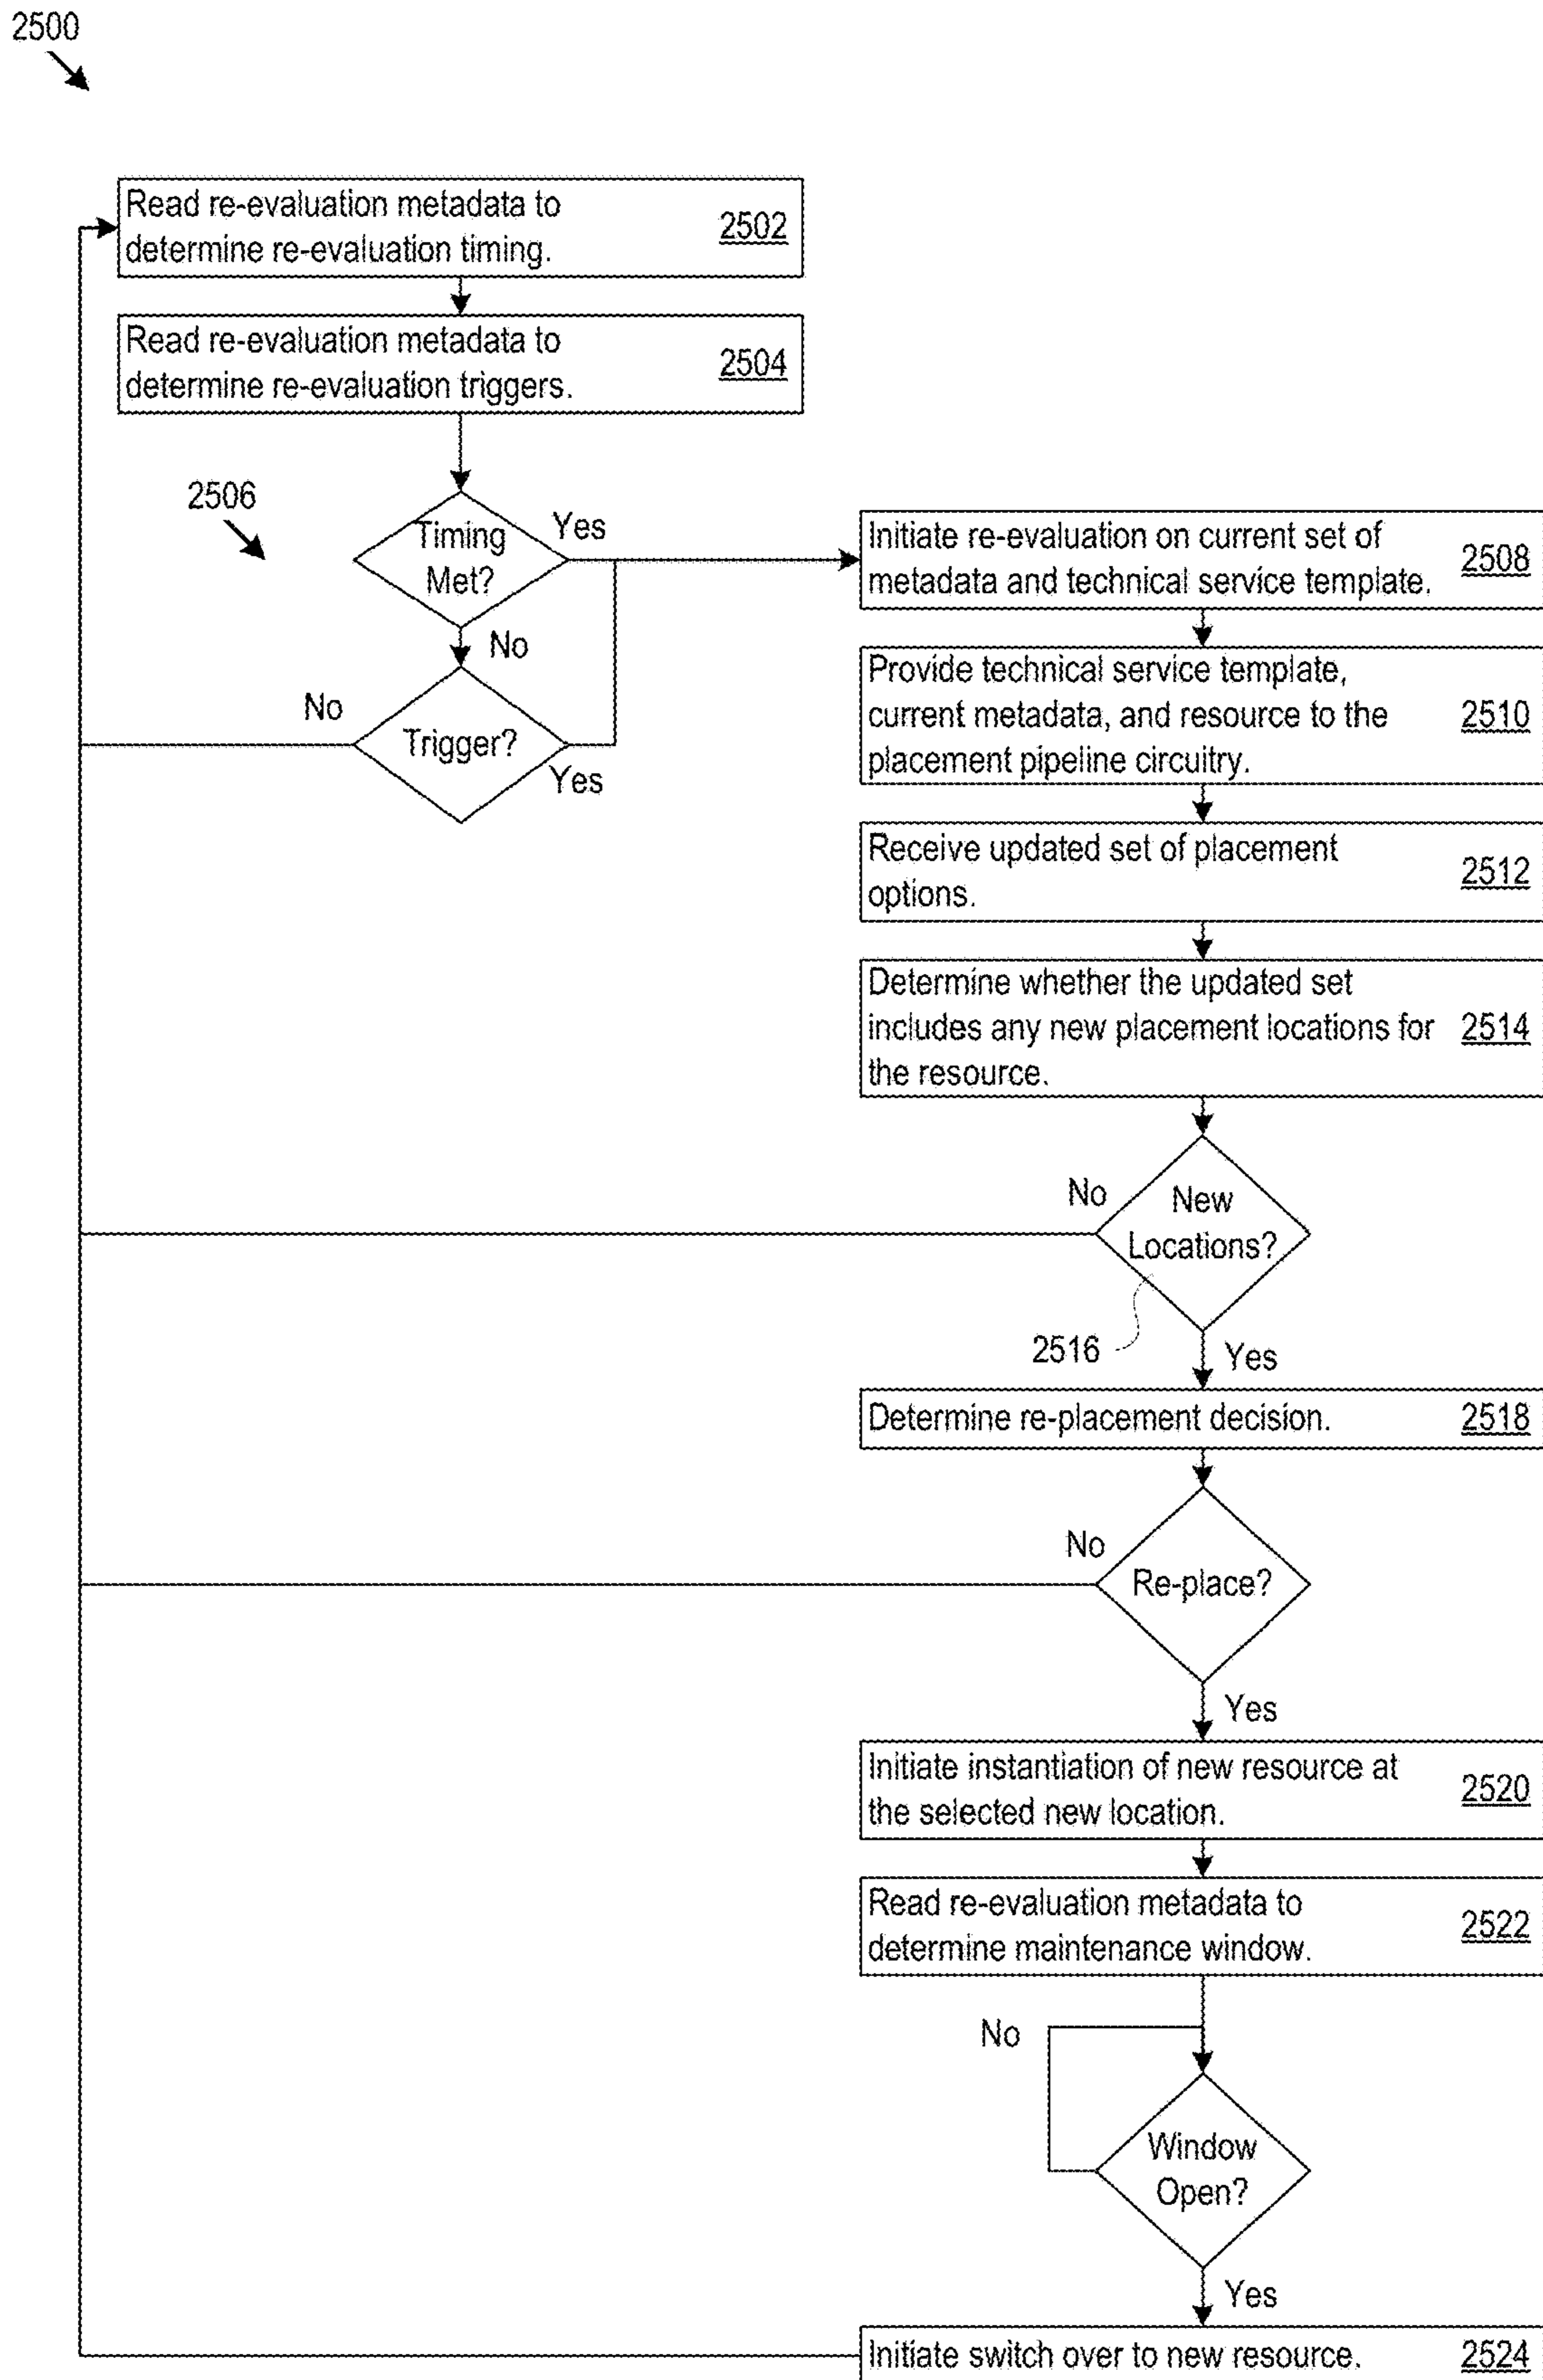 2500
Read re-evaluation metadata to
determine re-evaluation timing.
2502
Read re-evaluation metadata to
determine re-evaluation triggers.
2504
2506
Timing
Met?
Yes
No
Trigger?
No
Yes
Initiate re-evaluation on current set of
metadata and technical service template.
2508
Provide technical service template,
current metadata, and resource to the
placement pipeline circuitry.
2510
Receive updated set of placement
options.
2512
Determine whether the updated set
includes any new placement locations for
the resource.
2514
No
New
Locations?
2516
Yes
Determine re-placement decision.
2518
No
Re-place?
Yes
Initiate instantiation of new resource at
the selected new location.
2520
Read re-evaluation metadata to
determine maintenance window.
2522
No
Window
Open?
Yes
Initiate switch over to new resource.
2524